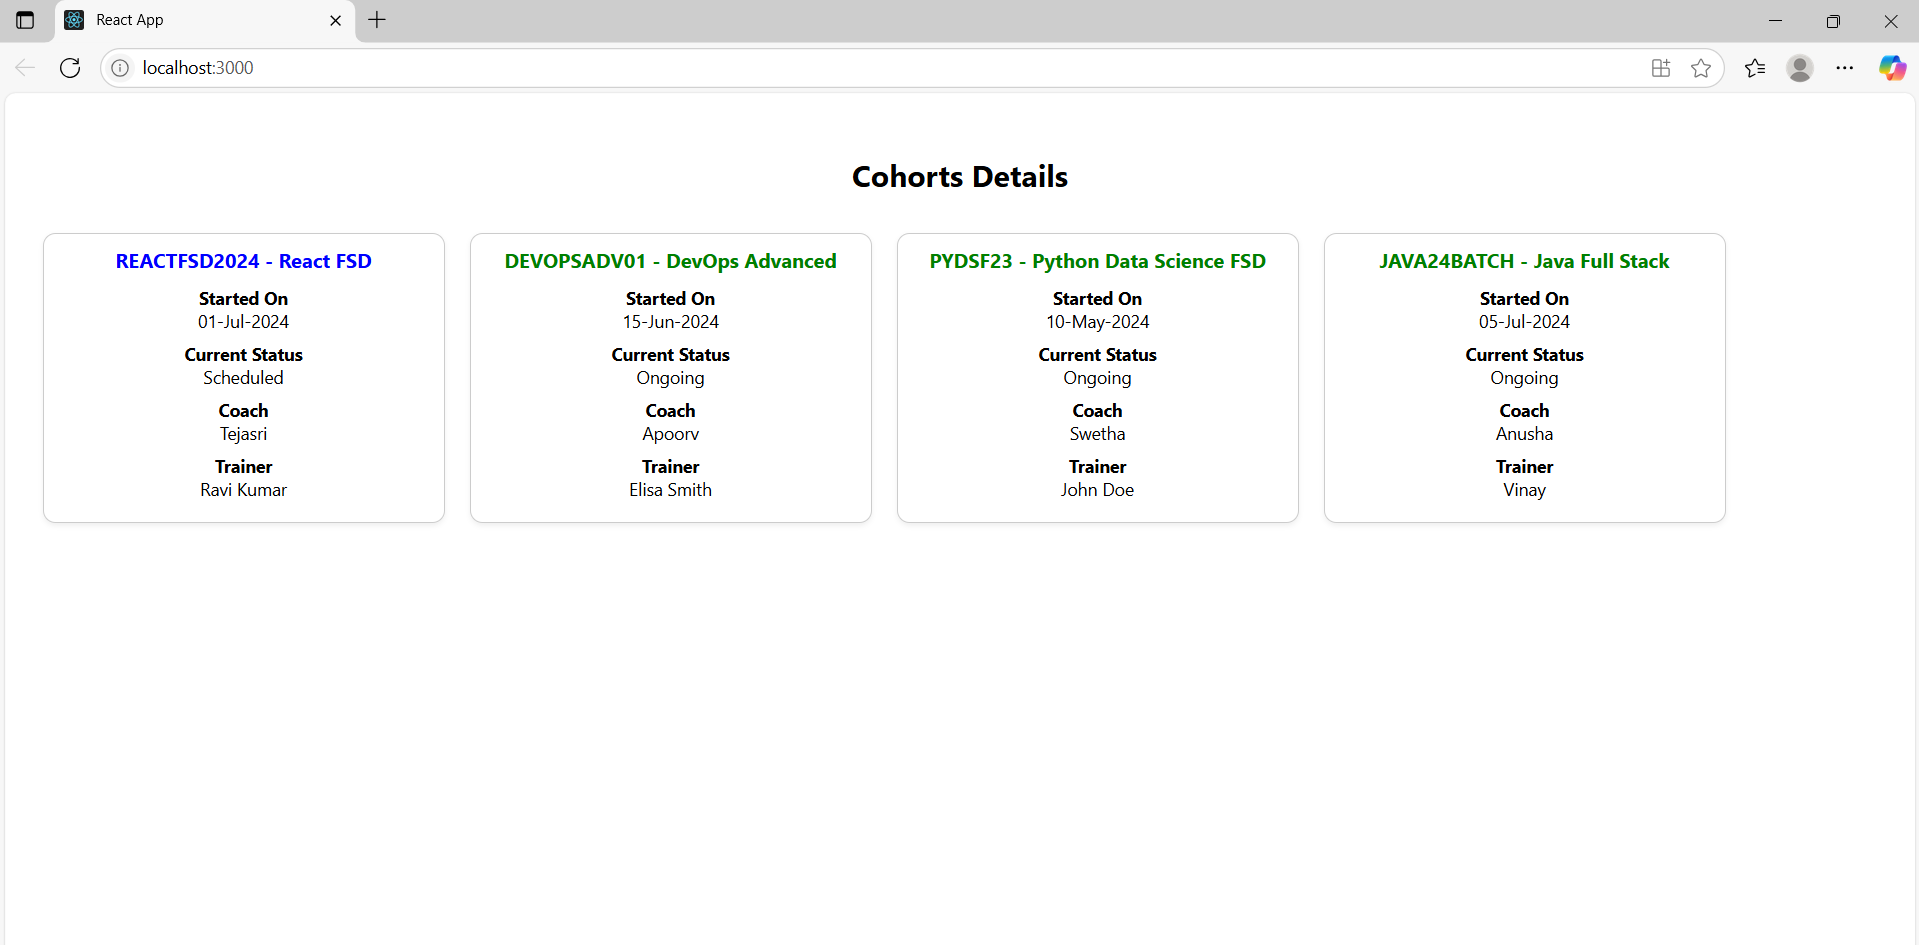 React App
localhost:3000
Cohorts Details
REACTFSD2024 - React FSD
Started On
01-Jul-2024
Current Status
Scheduled
Coach
Tejasri
Trainer
Ravi Kumar
DEVOPSADV01 - DevOps Advanced
Started On
15-Jun-2024
Current Status
Ongoing
Coach
Apoorv
Trainer
Elisa Smith
PYDSF23 - Python Data Science FSD
Started On
10-May-2024
Current Status
Ongoing
Coach
Swetha
Trainer
John Doe
JAVA24BATCH - Java Full Stack
Started On
05-Jul-2024
Current Status
Ongoing
Coach
Anusha
Trainer
Vinay